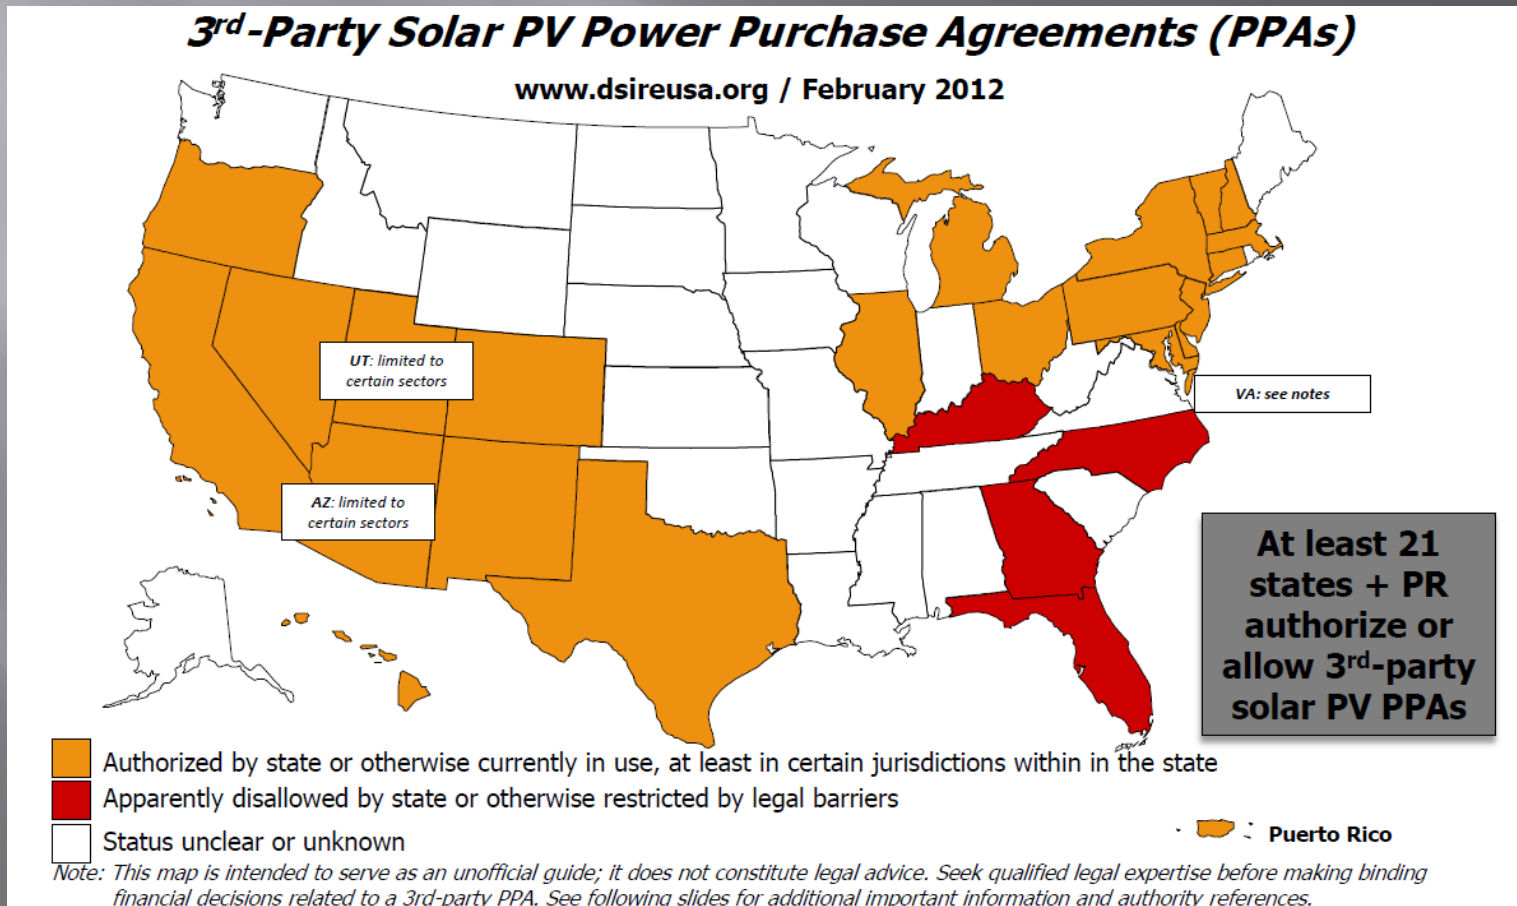 3rd-Party Solar PV Power Purchase Agreements (PPAs)
www.dsireusa.org / February 2012
UT: limited to
certain sectors
VA: see notes
AZ: limited to
certain sectors
At least 21
states + PR
authorize or
allow 3rd-party
solar PV PPAs
Authorized by state or otherwise currently in use, at least in certain jurisdictions within in the state
Apparently disallowed by state or otherwise restricted by legal barriers
Status unclear or unknown
Puerto Rico
Note: This map is intended to serve as an unofficial guide; it does not constitute legal advice. Seek qualified legal expertise before making binding
financial decisions related to a 3rd-party PPA. See following slides for additional important information and authority references.